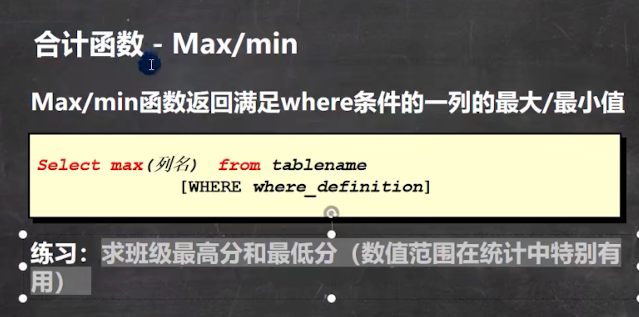 合计函数 - Max/min
Max/min函数返回满足where条件的一列的最大/最小值
Select max(列名) from tablename
[WHERE where_definition]
练习：求班级最高分和最低分（数值范围在统计中特别有
用）